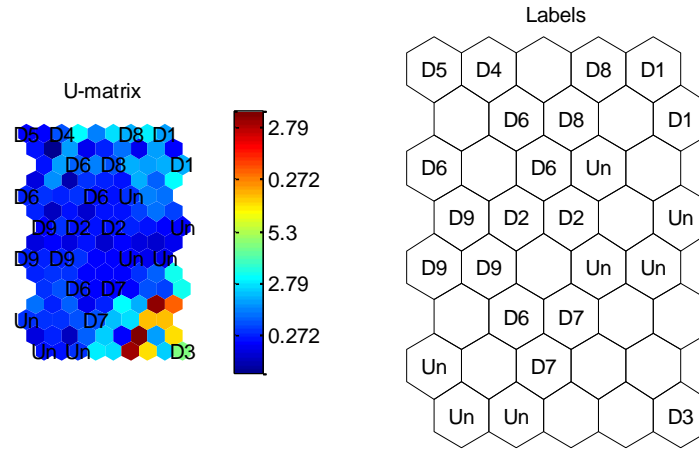 Labels
U-matrix
D5 D4 D8 D1
D6 D8 D1
D6 D6 Un
D9 D2 D2 Un
D9 D9 Un Un
D6 D7
Un D7
Un Un D3
2.79
0.272
5.3
2.79
0.272
D5 D4 D8 D1
D6 D8 D1
D6 D6 Un
D9 D2 D2 Un
D9 D9 Un Un
D6 D7
Un D7
Un Un D3